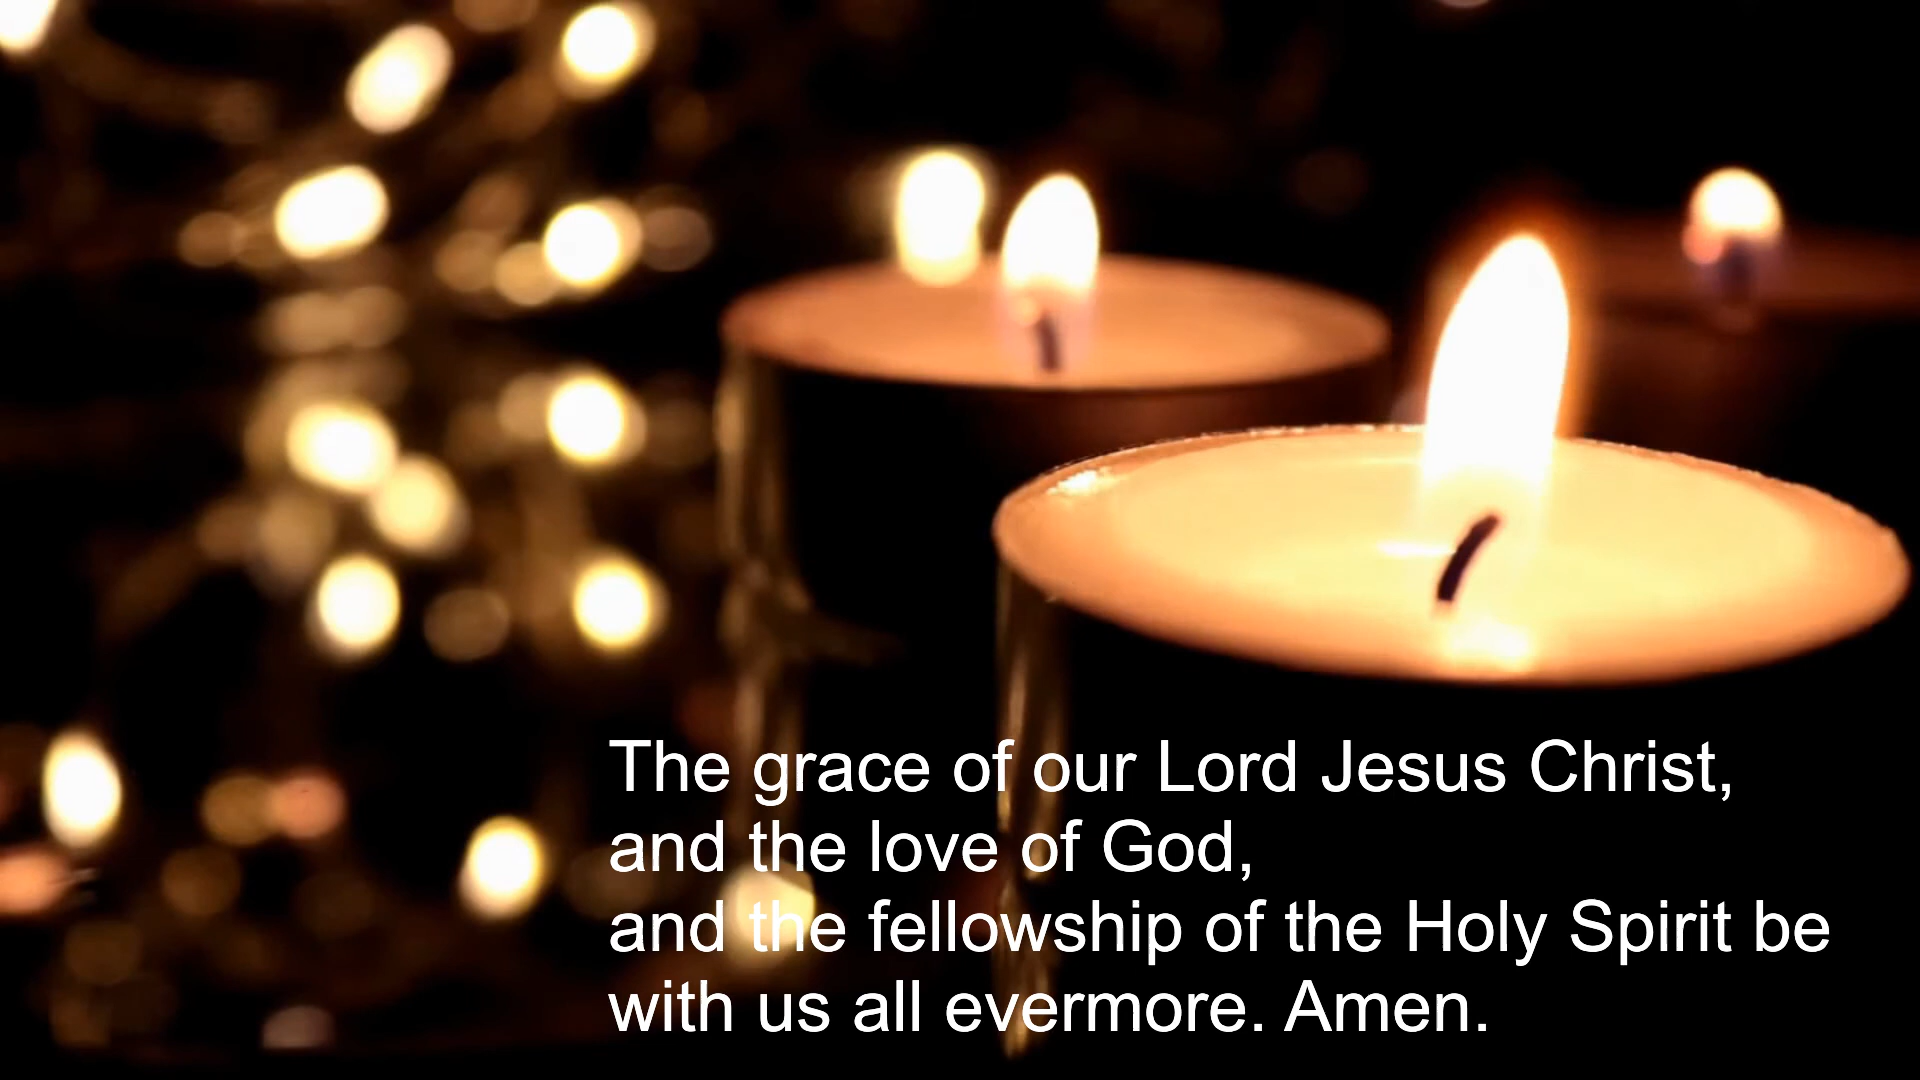 The grace of our Lord Jesus Christ,
and the love of God,
and the fellowship of the Holy Spirit be
with us all evermore. Amen.